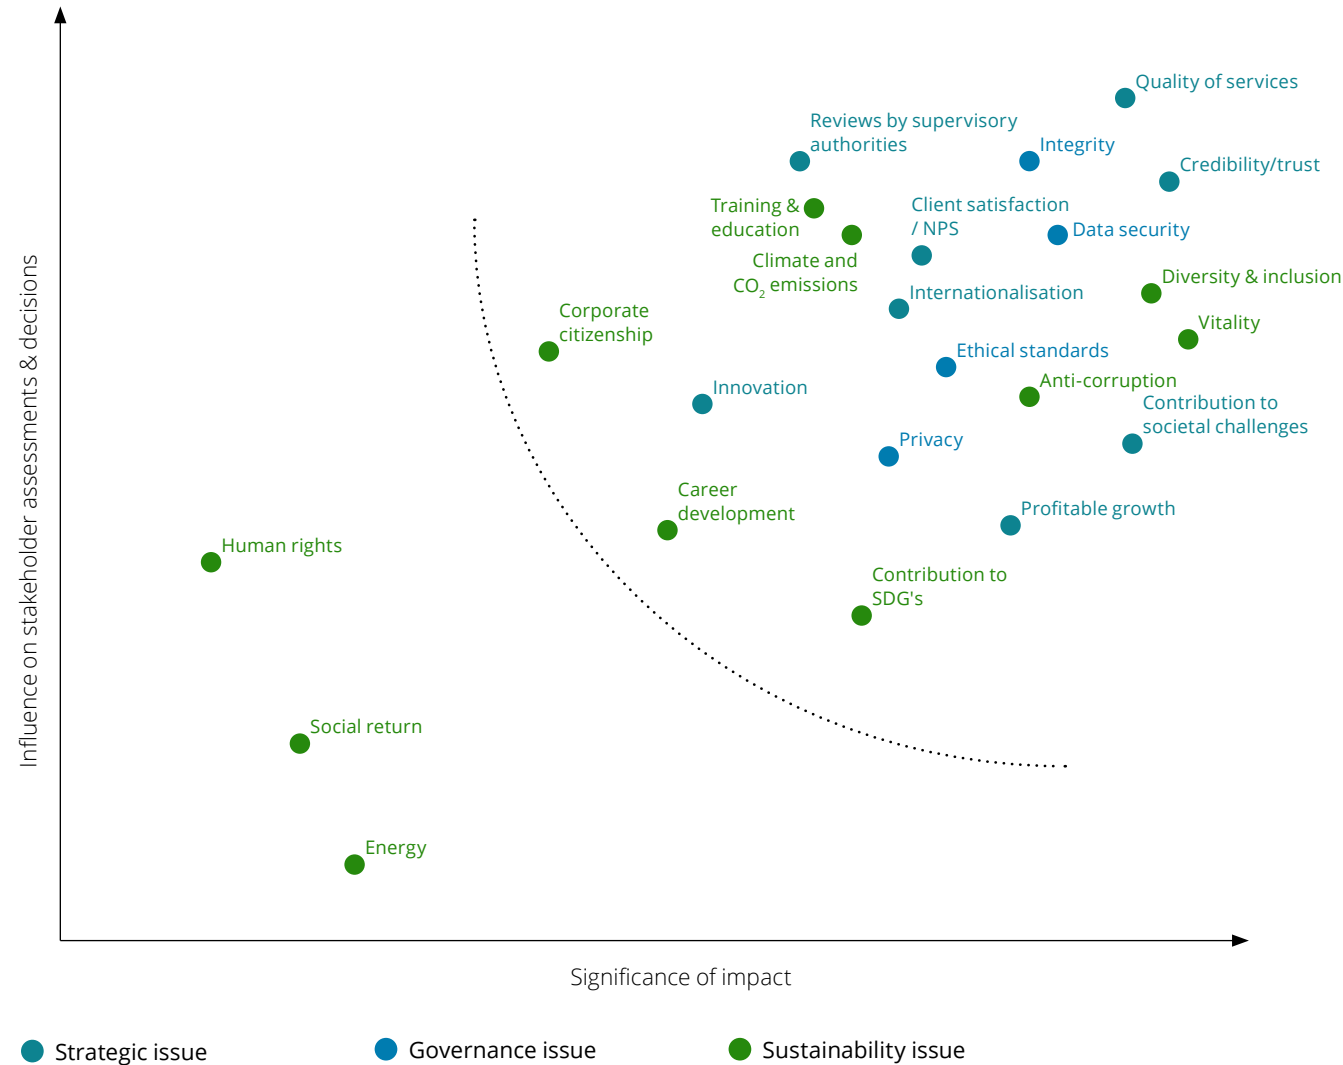 Quality of services
Reviews by supervisory
authorities
Integrity
Credibility/trust
Training &
education
Client satisfaction
/ NPS
Data security
Climate and
CO2 emissions
Diversity & inclusion
Internationalisation
Corporate
citizenship
Vitality
Ethical standards
Anti-corruption
Innovation
Contribution to
societal challenges
Privacy
Career
development
Profitable growth
Human rights
Contribution to
SDG's
Social return
Energy
Influence on stakeholder assessments & decisions
Significance of impact
Strategic issue
Governance issue
Sustainability issue